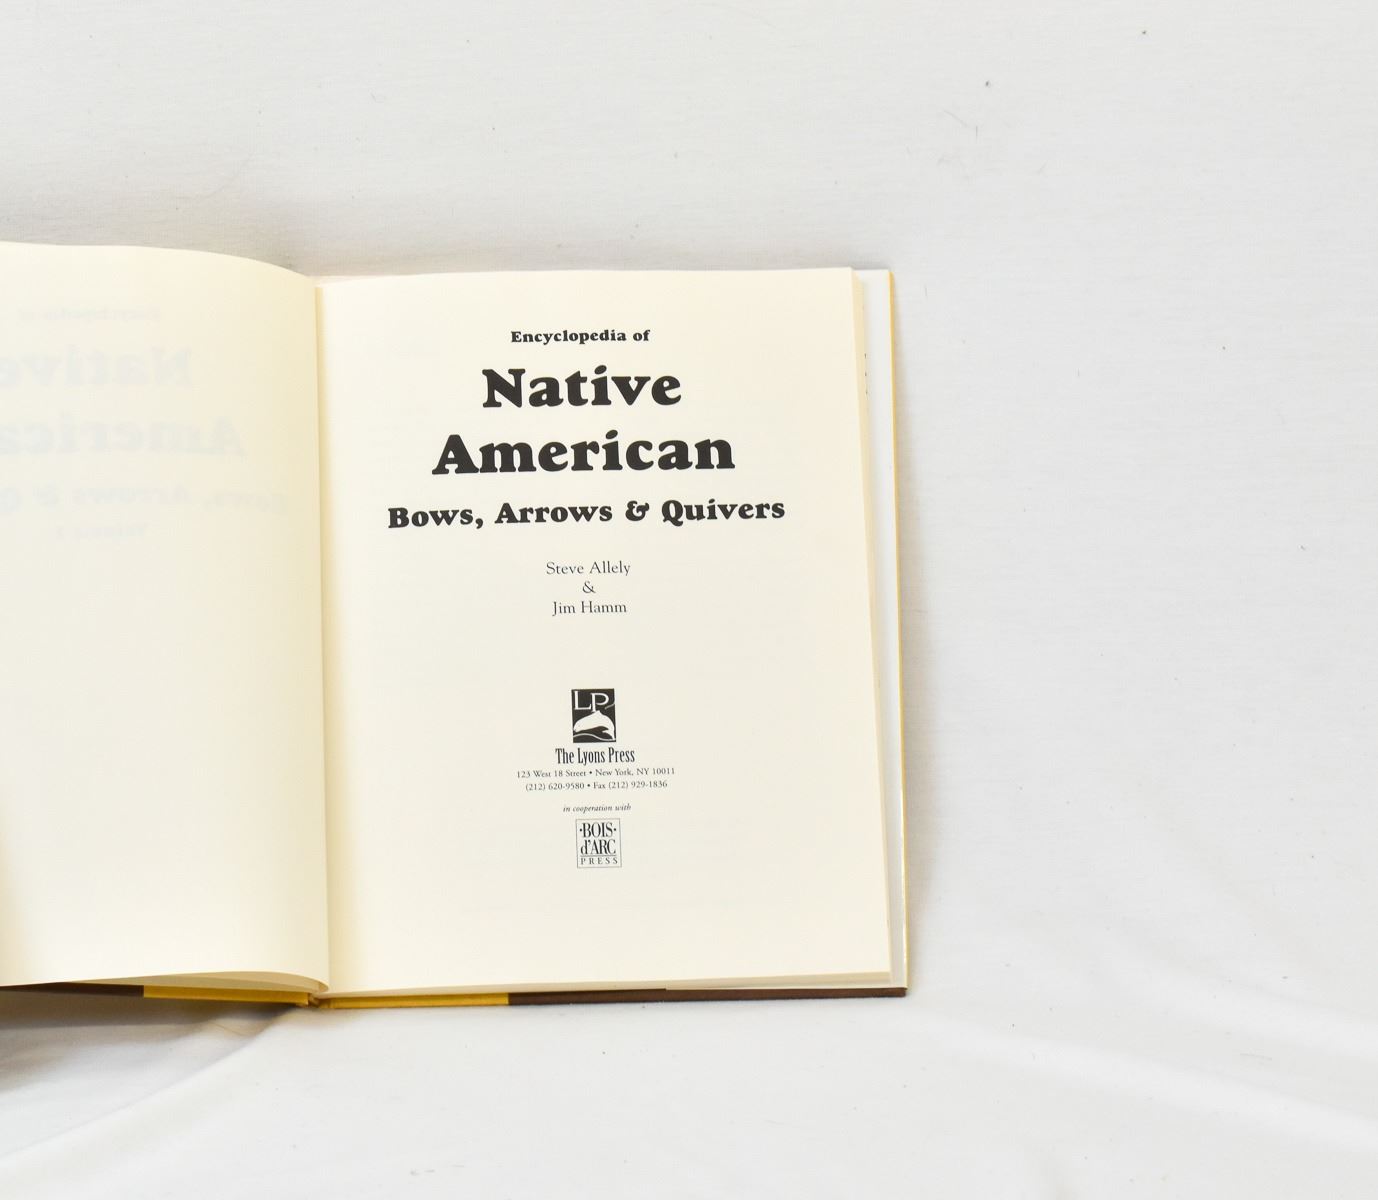 Encyclopedia of
Native
American
Bows, Arrows & Quivers
Steve Allely
&
Jim Hamm
LP
The Lyons Press
123 West 18 Street • New York, NY 10011
(212) 620-9580 • Fax (212) 929-1836
in cooperation with
·BOIS·
d'ARC
PRESS